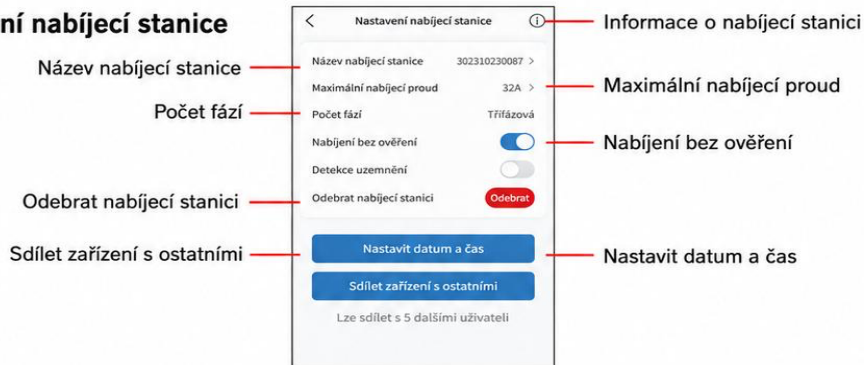 ní nabíjecí stanice
Název nabíjecí stanice
Počet fází
Odebrat nabíjecí stanici
Sdílet zařízení s ostatními
Nastavení nabíjecí stanice
Název nabíjecí stanice 302310230087 >
Maximální nabíjecí proud 32A >
Počet fází Třífázová
Nabíjení bez ověření
Detekce uzemnění
Odebrat nabíjecí stanici Odebrat
Nastavit datum a čas
Sdílet zařízení s ostatními
Lze sdílet s 5 dalšími uživateli
Informace o nabíjecí stanici
Maximální nabíjecí proud
Nabíjení bez ověření
Nastavit datum a čas